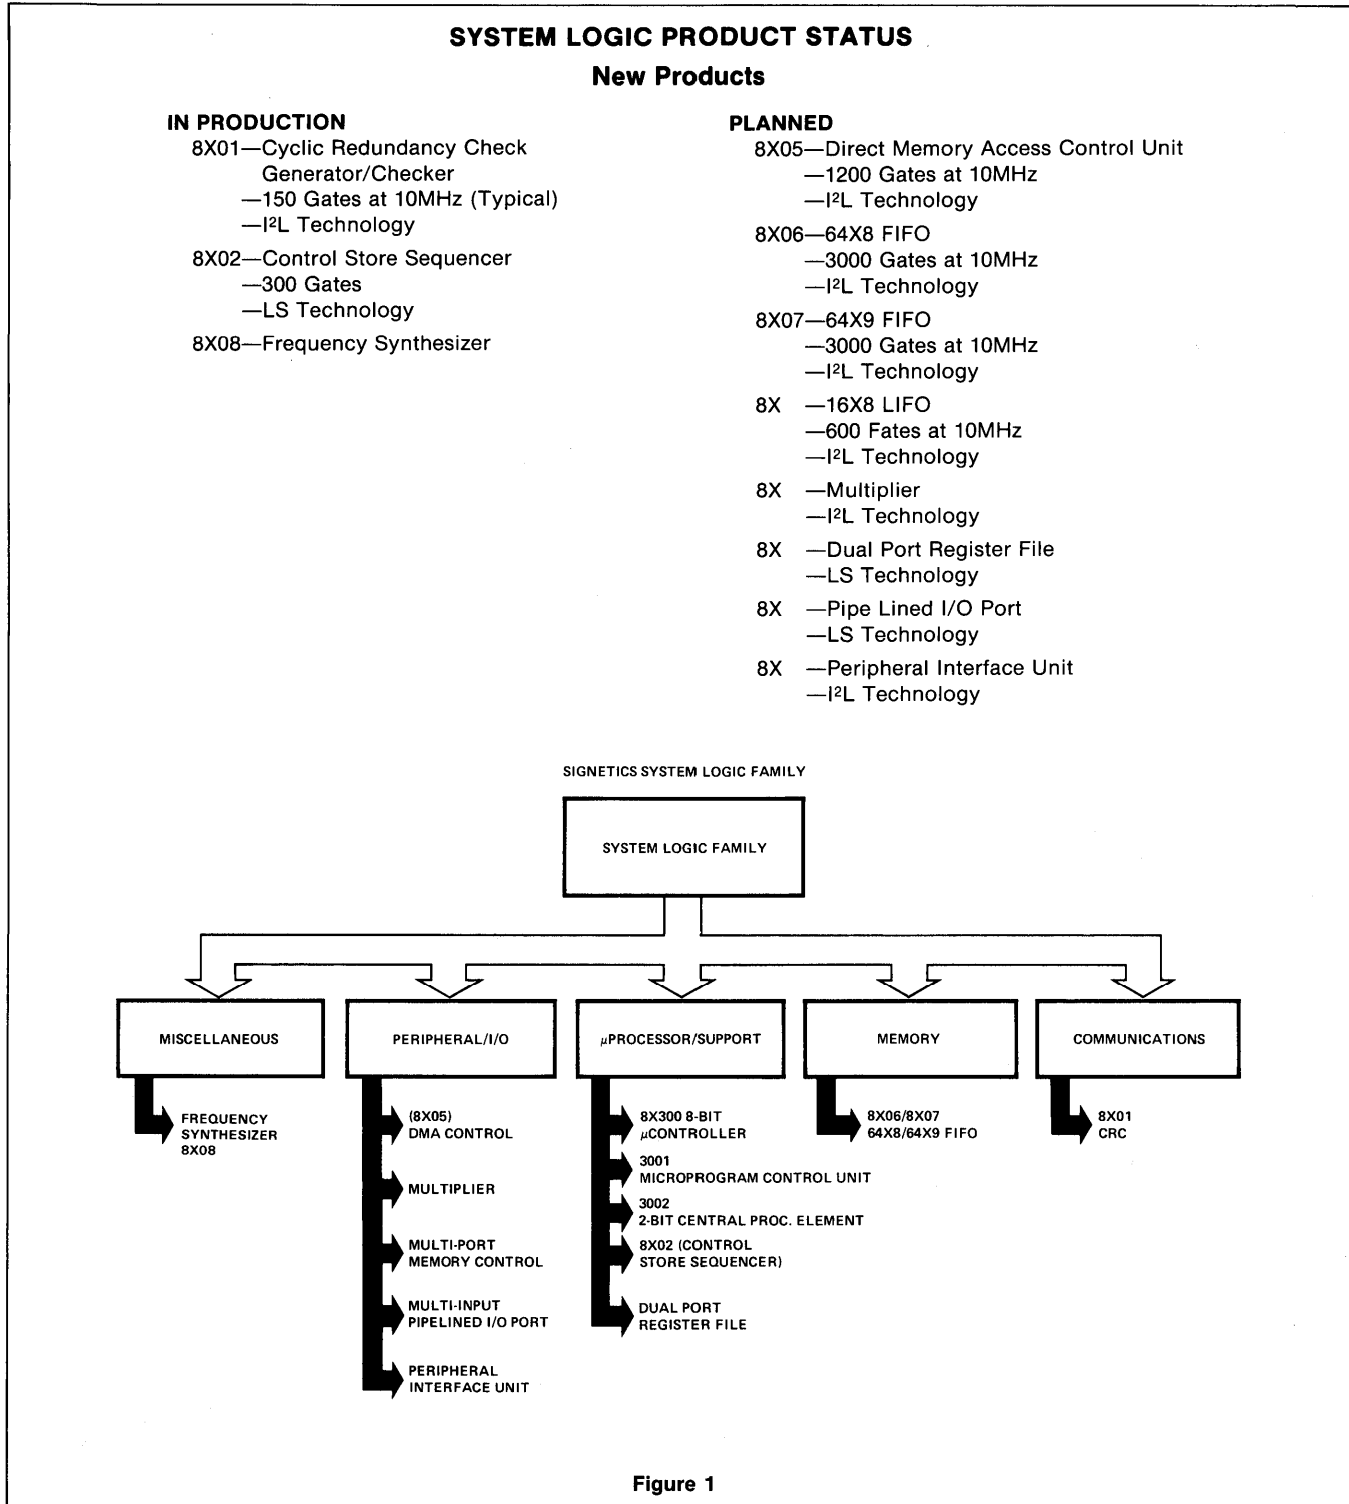 SYSTEM LOGIC PRODUCT STATUS
New Products
IN PRODUCTION
8X01—Cyclic Redundancy Check
Generator/Checker
—150 Gates at 10MHz (Typical)
—I²L Technology
8X02—Control Store Sequencer
—300 Gates
—LS Technology
8X08—Frequency Synthesizer
PLANNED
8X05—Direct Memory Access Control Unit
—1200 Gates at 10MHz
—I²L Technology
8X06—64X8 FIFO
—3000 Gates at 10MHz
—I²L Technology
8X07—64X9 FIFO
—3000 Gates at 10MHz
—I²L Technology
8X —16X8 LIFO
—600 Fates at 10MHz
—I²L Technology
8X —Multiplier
—I²L Technology
8X —Dual Port Register File
—LS Technology
8X —Pipe Lined I/O Port
—LS Technology
8X —Peripheral Interface Unit
—I²L Technology
SIGNETICS SYSTEM LOGIC FAMILY
SYSTEM LOGIC FAMILY
MISCELLANEOUS
FREQUENCY
SYNTHESIZER
8X08
PERIPHERAL/I/O
(8X05)
DMA CONTROL
MULTIPLIER
MULTI-PORT
MEMORY CONTROL
MULTI-INPUT
PIPELINED I/O PORT
PERIPHERAL
INTERFACE UNIT
μPROCESSOR/SUPPORT
8X300 8-BIT
μCONTROLLER
3001
MICROPROGRAM CONTROL UNIT
3002
2-BIT CENTRAL PROC. ELEMENT
8X02 (CONTROL
STORE SEQUENCER)
DUAL PORT
REGISTER FILE
MEMORY
8X06/8X07
64X8/64X9 FIFO
COMMUNICATIONS
8X01
CRC
Figure 1